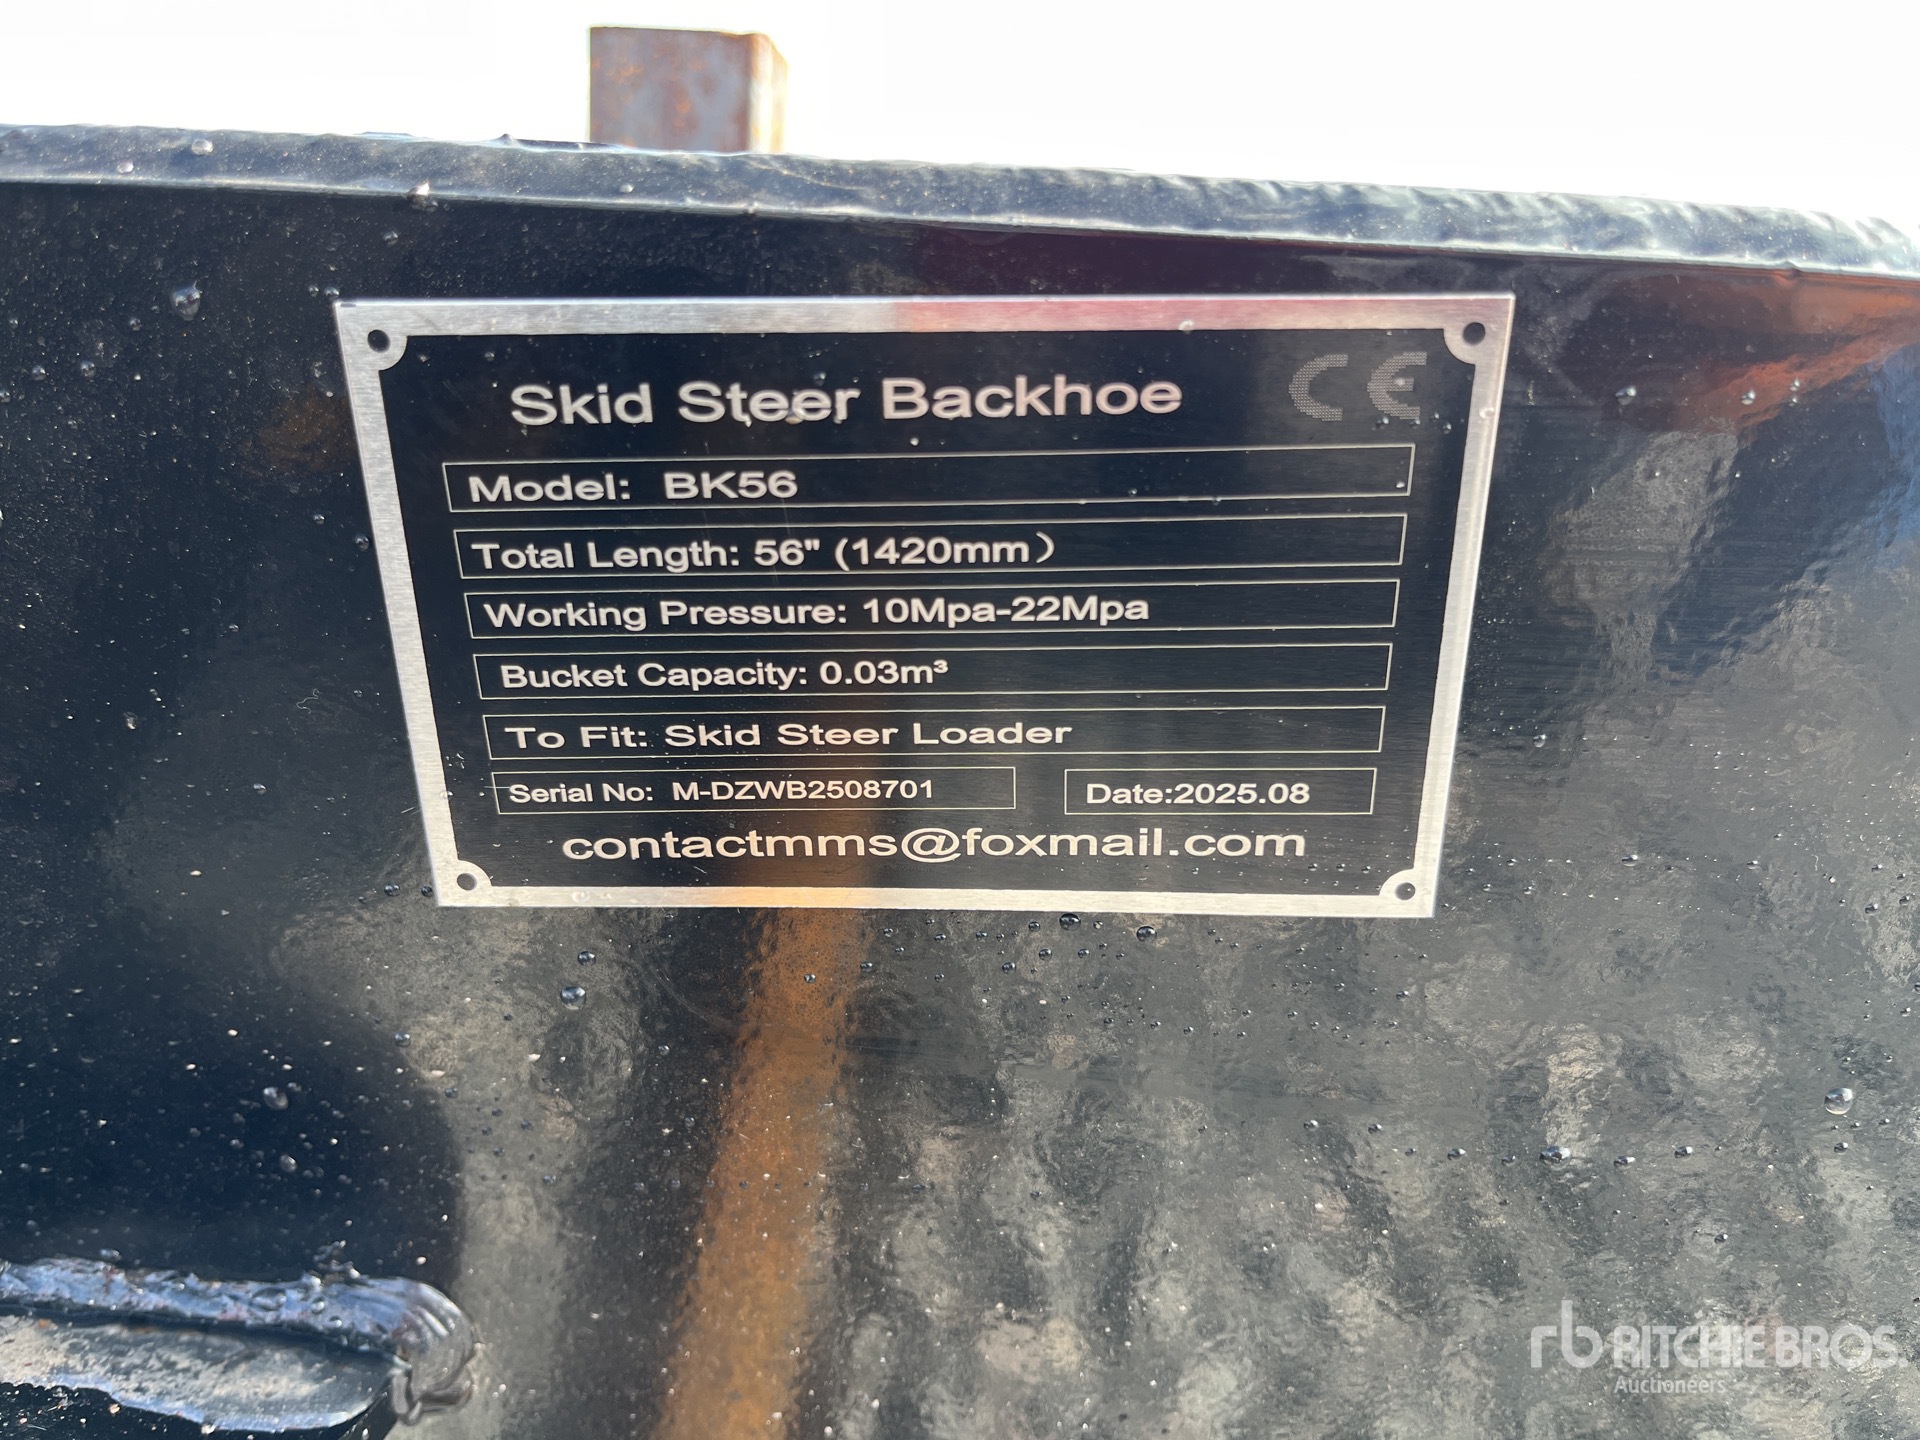 Skid Steer Backhoe CE
Model: BK56
Total Length: 56" (1420mm）
Working Pressure: 10Mpa-22Mpa
Bucket Capacity: 0.03m³
To Fit: Skid Steer Loader
Serial No: M-DZWB2508701 Date:2025.08
contactmms@foxmail.com
rb RITCHIE BROS.
Auctioneers